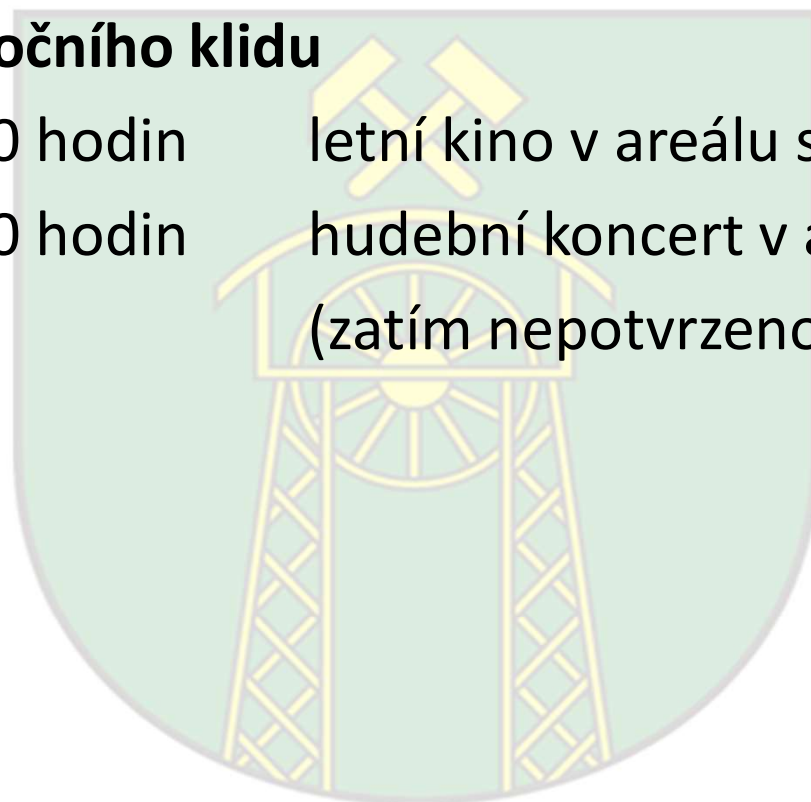 očního klidu
0 hodin letní kino v areálu s
0 hodin hudební koncert v a
(zatím nepotvrzeno